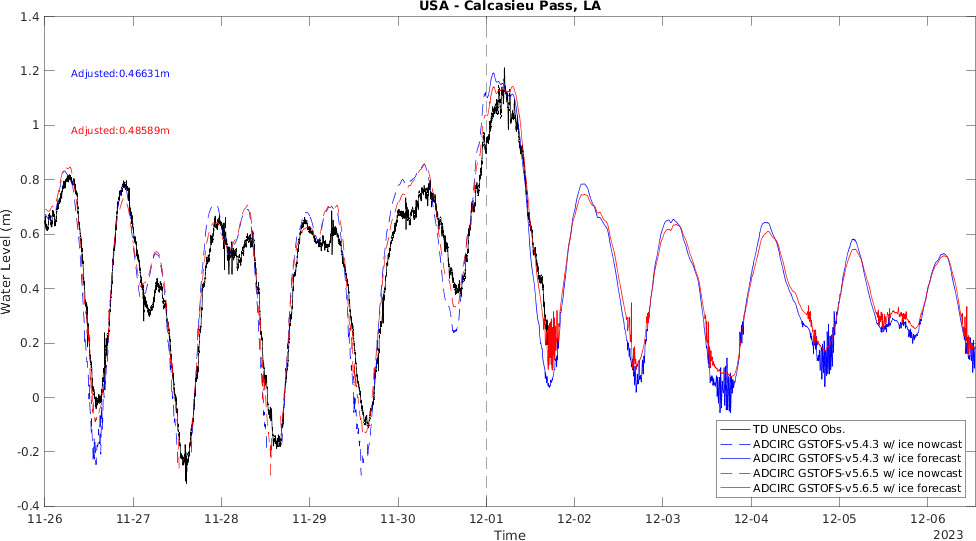 USA - Calcasieu Pass, LA
1.4
1.2
1
0.8
0.6
0.4
0.2
0
-0.2
-0.4
Water Level (m)
Adjusted:0.46631m
Adjusted:0.48589m
TD UNESCO Obs.
ADCIRC GSTOFS-v5.4.3 w/ ice nowcast
ADCIRC GSTOFS-v5.4.3 w/ ice forecast
ADCIRC GSTOFS-v5.6.5 w/ ice nowcast
ADCIRC GSTOFS-v5.6.5 w/ ice forecast
11-26 11-27 11-28 11-29 11-30 12-01 12-02 12-03 12-04 12-05 12-06
Time
2023